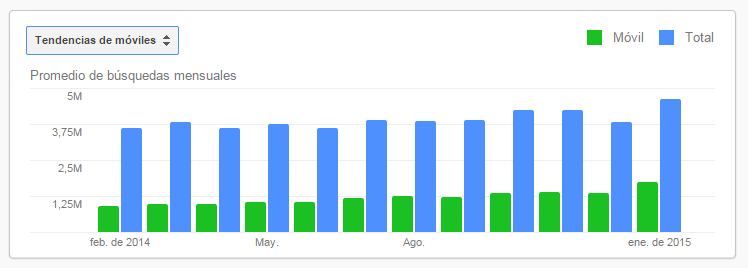 Tendencias de móviles
Móvil Total
Promedio de búsquedas mensuales
5M
3,75M
2,5M
1,25M
feb. de 2014 May. Ago. ene. de 2015